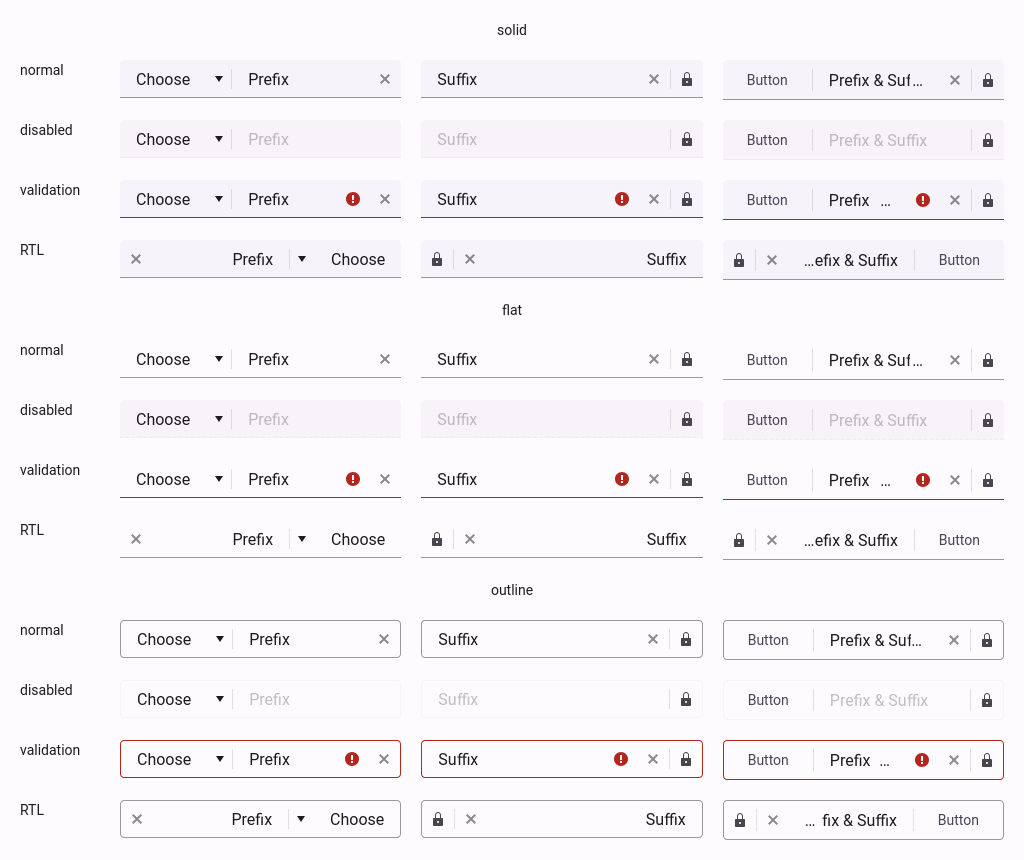 solid
normal Choose Prefix Suffix Button Prefix & Suf…
disabled Choose Prefix Suffix Button Prefix & Suffix
validation Choose Prefix Suffix Button Prefix …
RTL Prefix Choose Suffix …efix & Suffix Button
flat
normal Choose Prefix Suffix Button Prefix & Suf…
disabled Choose Prefix Suffix Button Prefix & Suffix
validation Choose Prefix Suffix Button Prefix …
RTL Prefix Choose Suffix …efix & Suffix Button
outline
normal Choose Prefix Suffix Button Prefix & Suf…
disabled Choose Prefix Suffix Button Prefix & Suffix
validation Choose Prefix Suffix Button Prefix …
RTL Prefix Choose Suffix … fix & Suffix Button